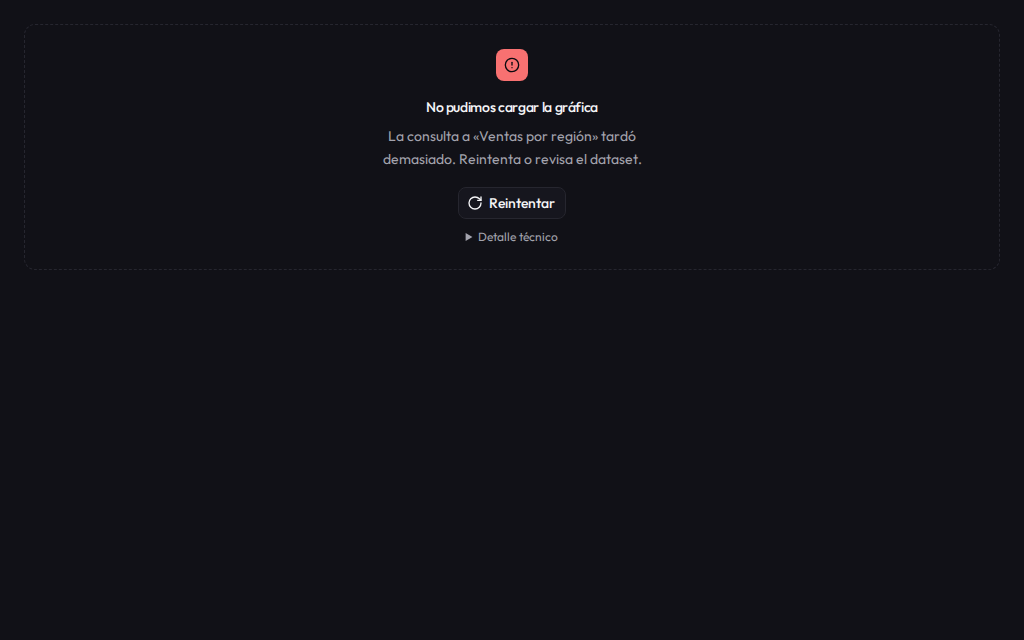 No pudimos cargar la gráfica
La consulta a «Ventas por región» tardó
demasiado. Reintenta o revisa el dataset.
Reintentar
Detalle técnico